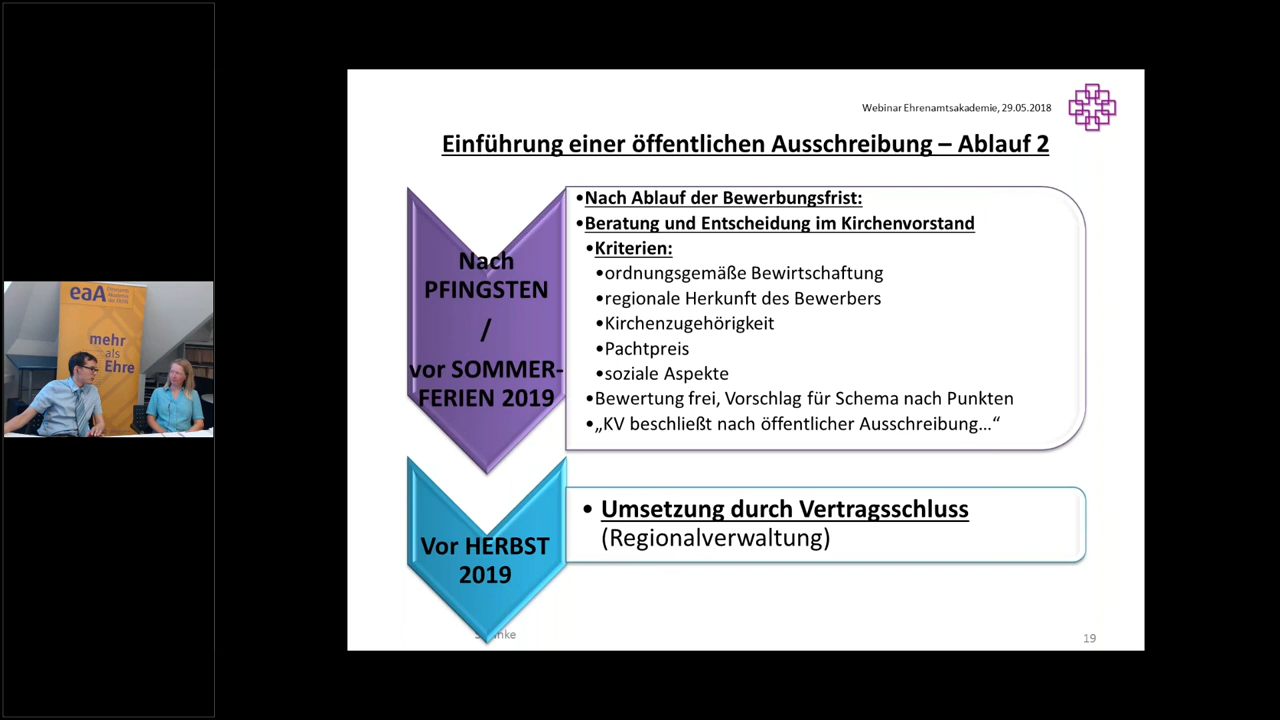 Webinar Ehrenamtsakademie, 29.05.2018
Einführung einer öffentlichen Ausschreibung – Ablauf 2
Nach
PFINGSTEN
/
vor SOMMER-
FERIEN 2019
•Nach Ablauf der Bewerbungsfrist:
•Beratung und Entscheidung im Kirchenvorstand
•Kriterien:
•ordnungsgemäße Bewirtschaftung
•regionale Herkunft des Bewerbers
•Kirchenzugehörigkeit
•Pachtpreis
•soziale Aspekte
•Bewertung frei, Vorschlag für Schema nach Punkten
•„KV beschließt nach öffentlicher Ausschreibung…“
Vor HERBST
2019
• Umsetzung durch Vertragsschluss
(Regionalverwaltung)
19
eaA
mehr
als
Ehre